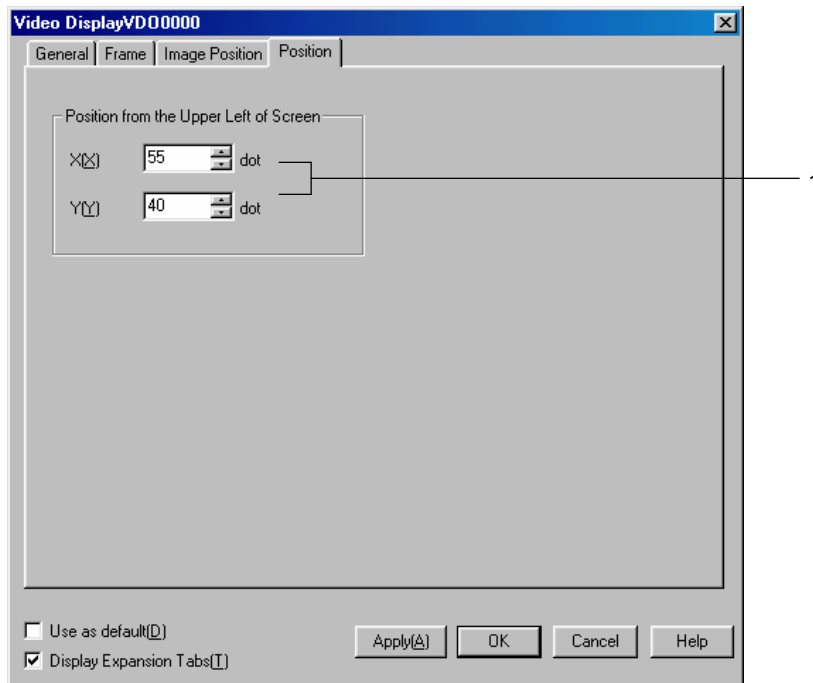 Video DisplayVDO0000
General Frame Image Position Position
Position from the Upper Left of Screen
X(X) 55 dot
1
Y(Y) 40 dot
Use as default(D)
Display Expansion Tabs(T)
Apply(A) OK Cancel Help